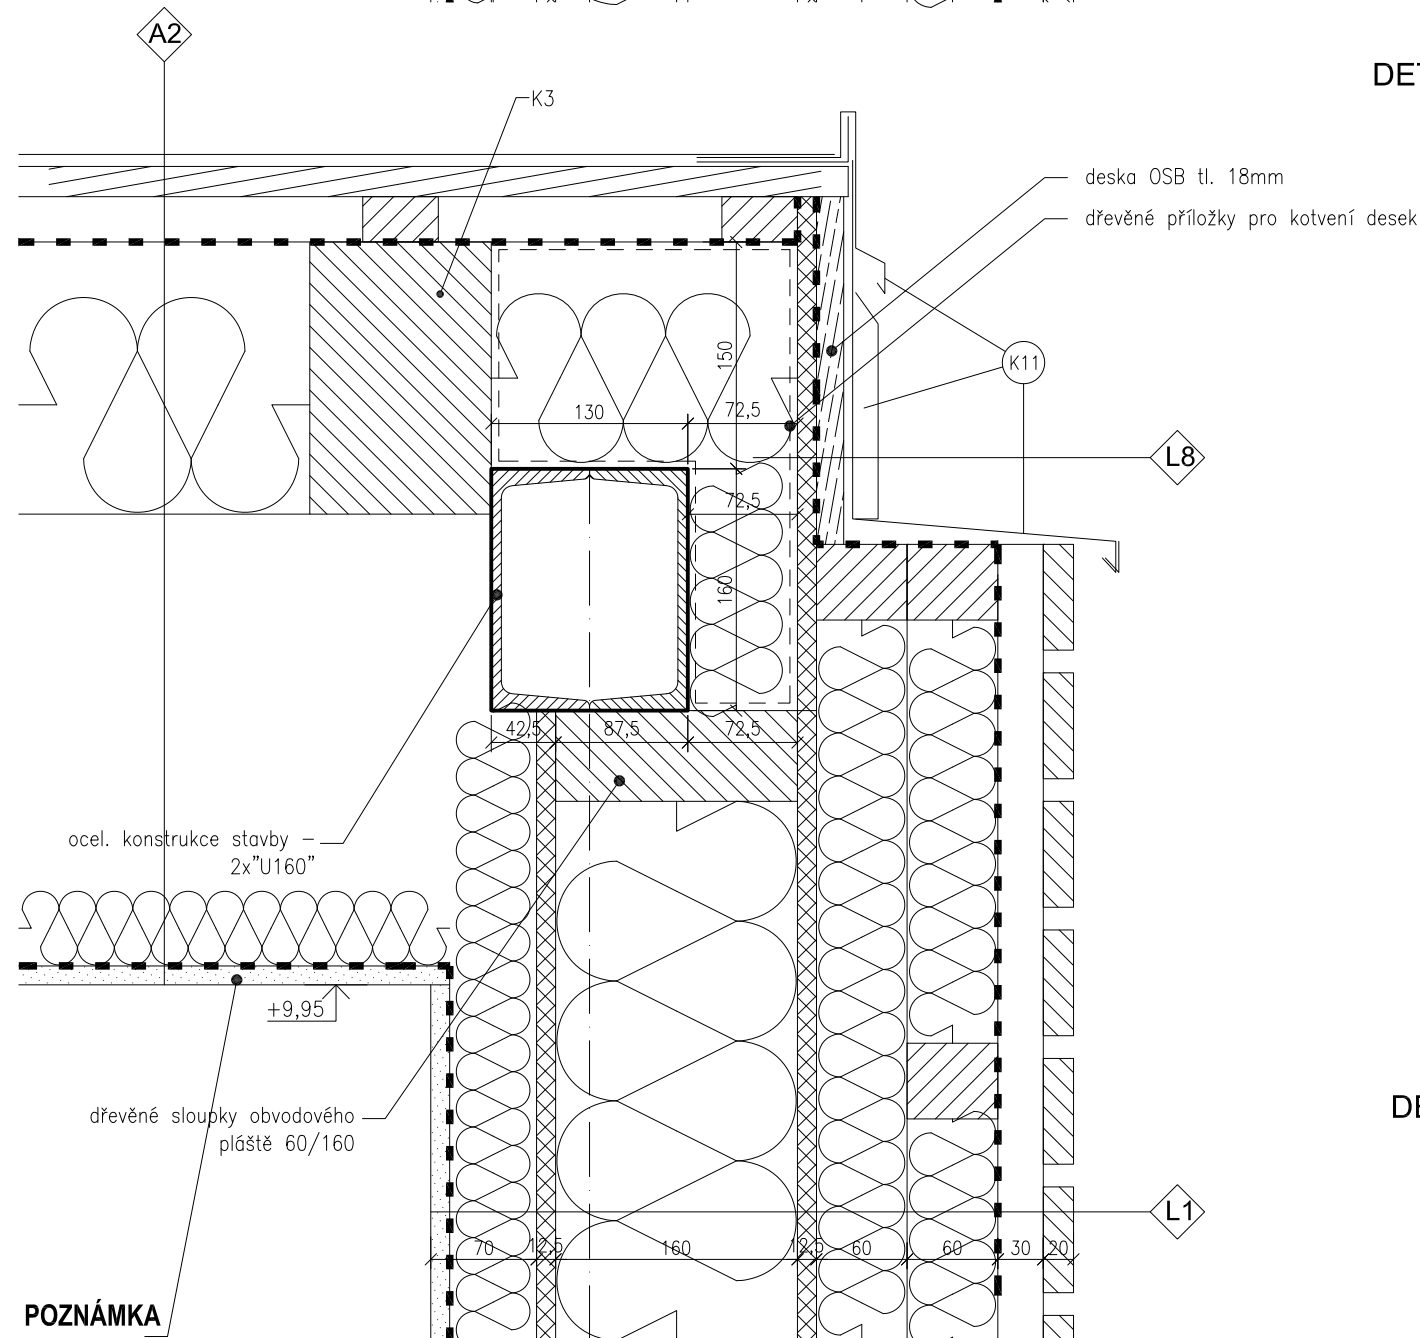 A2
DET
K3
deska OSB tl. 18mm
dřevěné příložky pro kotvení desek
150
K11
130
72,5
L8
72,5
160
42,5
87,5
72,5
ocel. konstrukce stavby –
2x"U160"
+9,95
dřevěné sloupky obvodového
pláště 60/160
DE
L1
70
12,5
160
12,5
60
60
30
20
POZNÁMKA